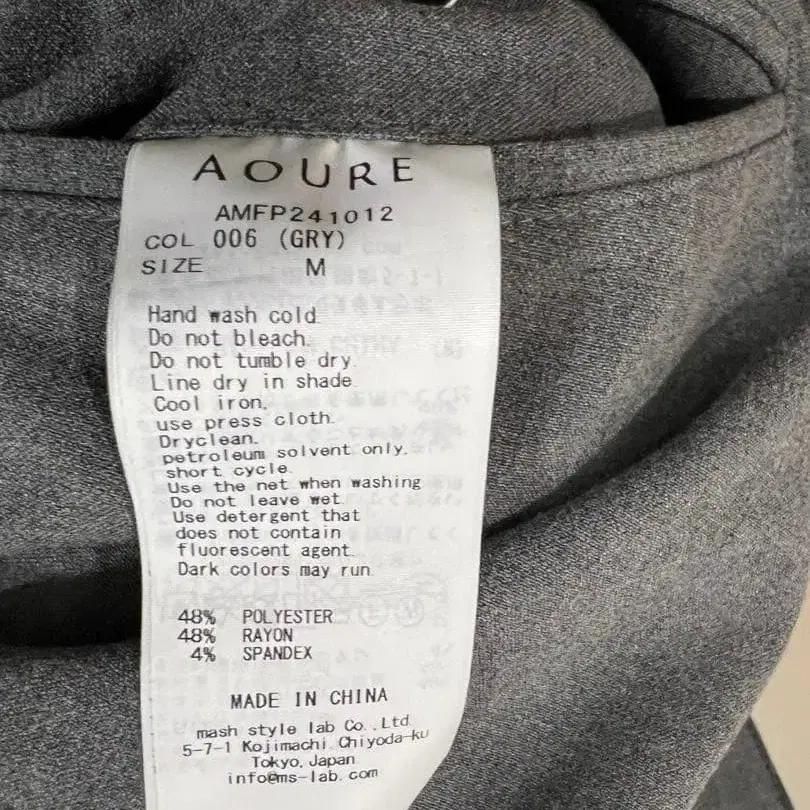 AOURE
AMFP241012
COL 006 (GRY)
SIZE M
Hand wash cold.
Do not bleach.
Do not tumble dry.
Line dry in shade.
Cool iron,
use press cloth.
Dryclean.
petroleum solvent only.
short cycle.
Use the net when washing
Do not leave wet.
Use detergent that
does not contain
fluorescent agent.
Dark colors may run.
48% POLYESTER
48% RAYON
4% SPANDEX
MADE IN CHINA
mash style lab Co.,Ltd.
5-7-1 Kojimachi, Chiyoda-ku
Tokyo, Japan
info@ms-lab.com